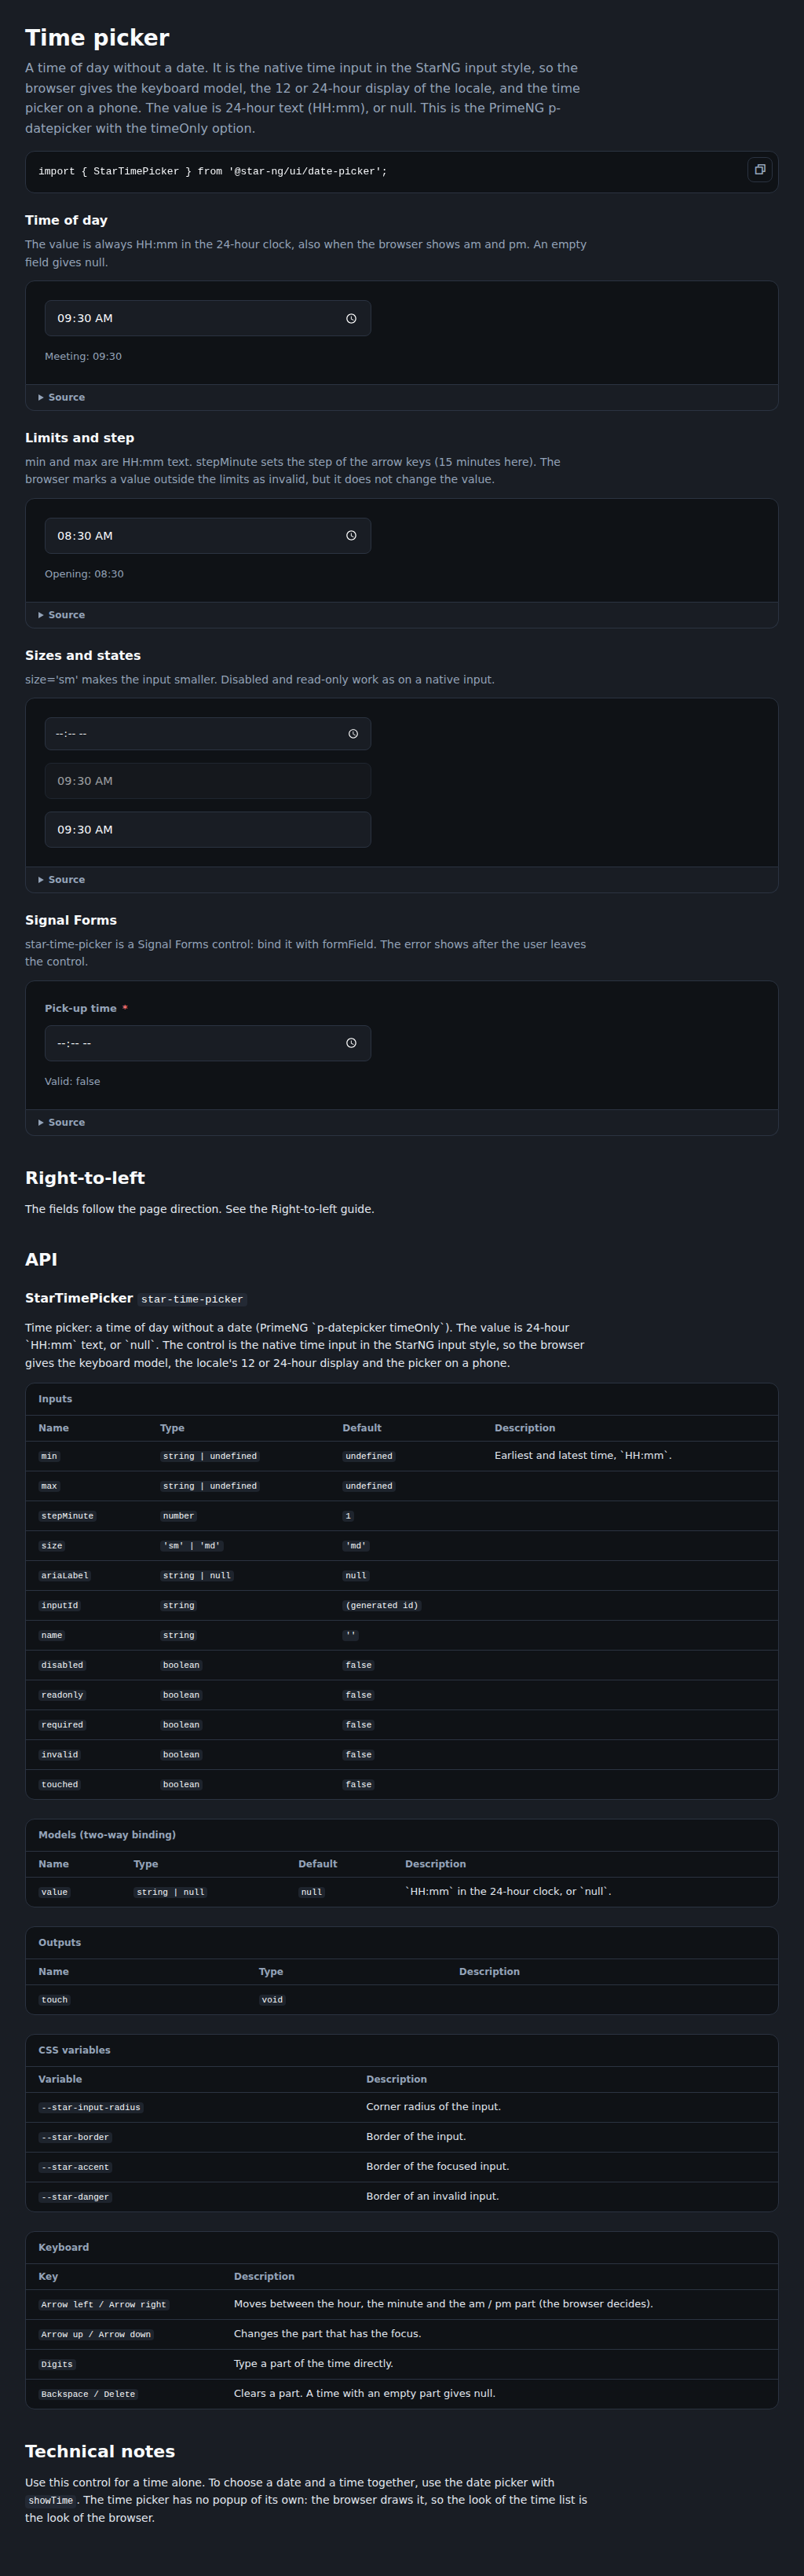 Time picker
A time of day without a date. It is the native time input in the StarNG input style, so the
browser gives the keyboard model, the 12 or 24-hour display of the locale, and the time
picker on a phone. The value is 24-hour text (HH:mm), or null. This is the PrimeNG p-
datepicker with the timeOnly option.
import { StarTimePicker } from '@star-ng/ui/date-picker';
Time of day
The value is always HH:mm in the 24-hour clock, also when the browser shows am and pm. An empty
field gives null.
09:30 AM
Meeting: 09:30
Source
Limits and step
min and max are HH:mm text. stepMinute sets the step of the arrow keys (15 minutes here). The
browser marks a value outside the limits as invalid, but it does not change the value.
08:30 AM
Opening: 08:30
Source
Sizes and states
size='sm' makes the input smaller. Disabled and read-only work as on a native input.
--:-- --
09:30 AM
09:30 AM
Source
Signal Forms
star-time-picker is a Signal Forms control: bind it with formField. The error shows after the user leaves
the control.
Pick-up time *
--:-- --
Valid: false
Source
Right-to-left
The fields follow the page direction. See the Right-to-left guide.
API
StarTimePicker star-time-picker
Time picker: a time of day without a date (PrimeNG `p-datepicker timeOnly`). The value is 24-hour
`HH:mm` text, or `null`. The control is the native time input in the StarNG input style, so the browser
gives the keyboard model, the locale's 12 or 24-hour display and the picker on a phone.
Inputs
Name Type Default Description
min string | undefined undefined Earliest and latest time, `HH:mm`.
max string | undefined undefined
stepMinute number 1
size 'sm' | 'md' 'md'
ariaLabel string | null null
inputId string (generated id)
name string ''
disabled boolean false
readonly boolean false
required boolean false
invalid boolean false
touched boolean false
Models (two-way binding)
Name Type Default Description
value string | null null `HH:mm` in the 24-hour clock, or `null`.
Outputs
Name Type Description
touch void
CSS variables
Variable Description
--star-input-radius Corner radius of the input.
--star-border Border of the input.
--star-accent Border of the focused input.
--star-danger Border of an invalid input.
Keyboard
Key Description
Arrow left / Arrow right Moves between the hour, the minute and the am / pm part (the browser decides).
Arrow up / Arrow down Changes the part that has the focus.
Digits Type a part of the time directly.
Backspace / Delete Clears a part. A time with an empty part gives null.
Technical notes
Use this control for a time alone. To choose a date and a time together, use the date picker with
showTime. The time picker has no popup of its own: the browser draws it, so the look of the time list is
the look of the browser.